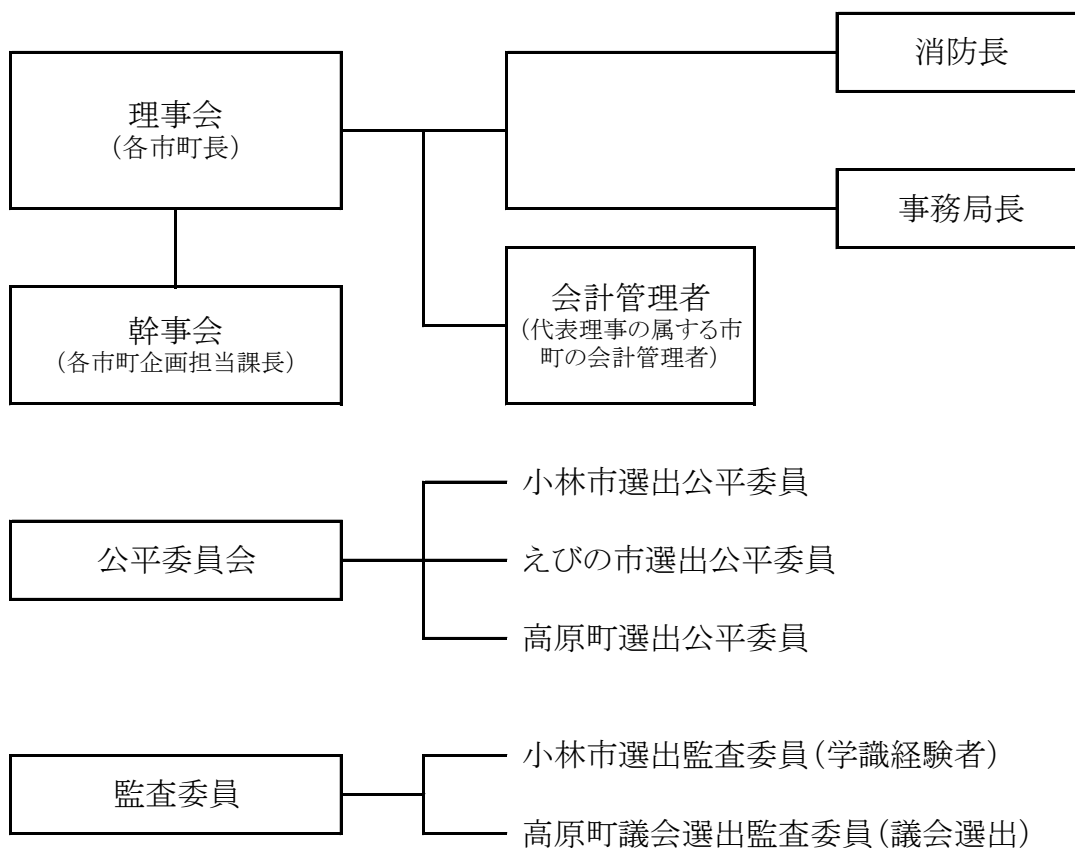 消防長
理事会
(各市町長)
事務局長
会計管理者
(代表理事の属する市
町の会計管理者)
幹事会
(各市町企画担当課長)
小林市選出公平委員
公平委員会
えびの市選出公平委員
高原町選出公平委員
小林市選出監査委員(学識経験者)
監査委員
高原町議会選出監査委員(議会選出)